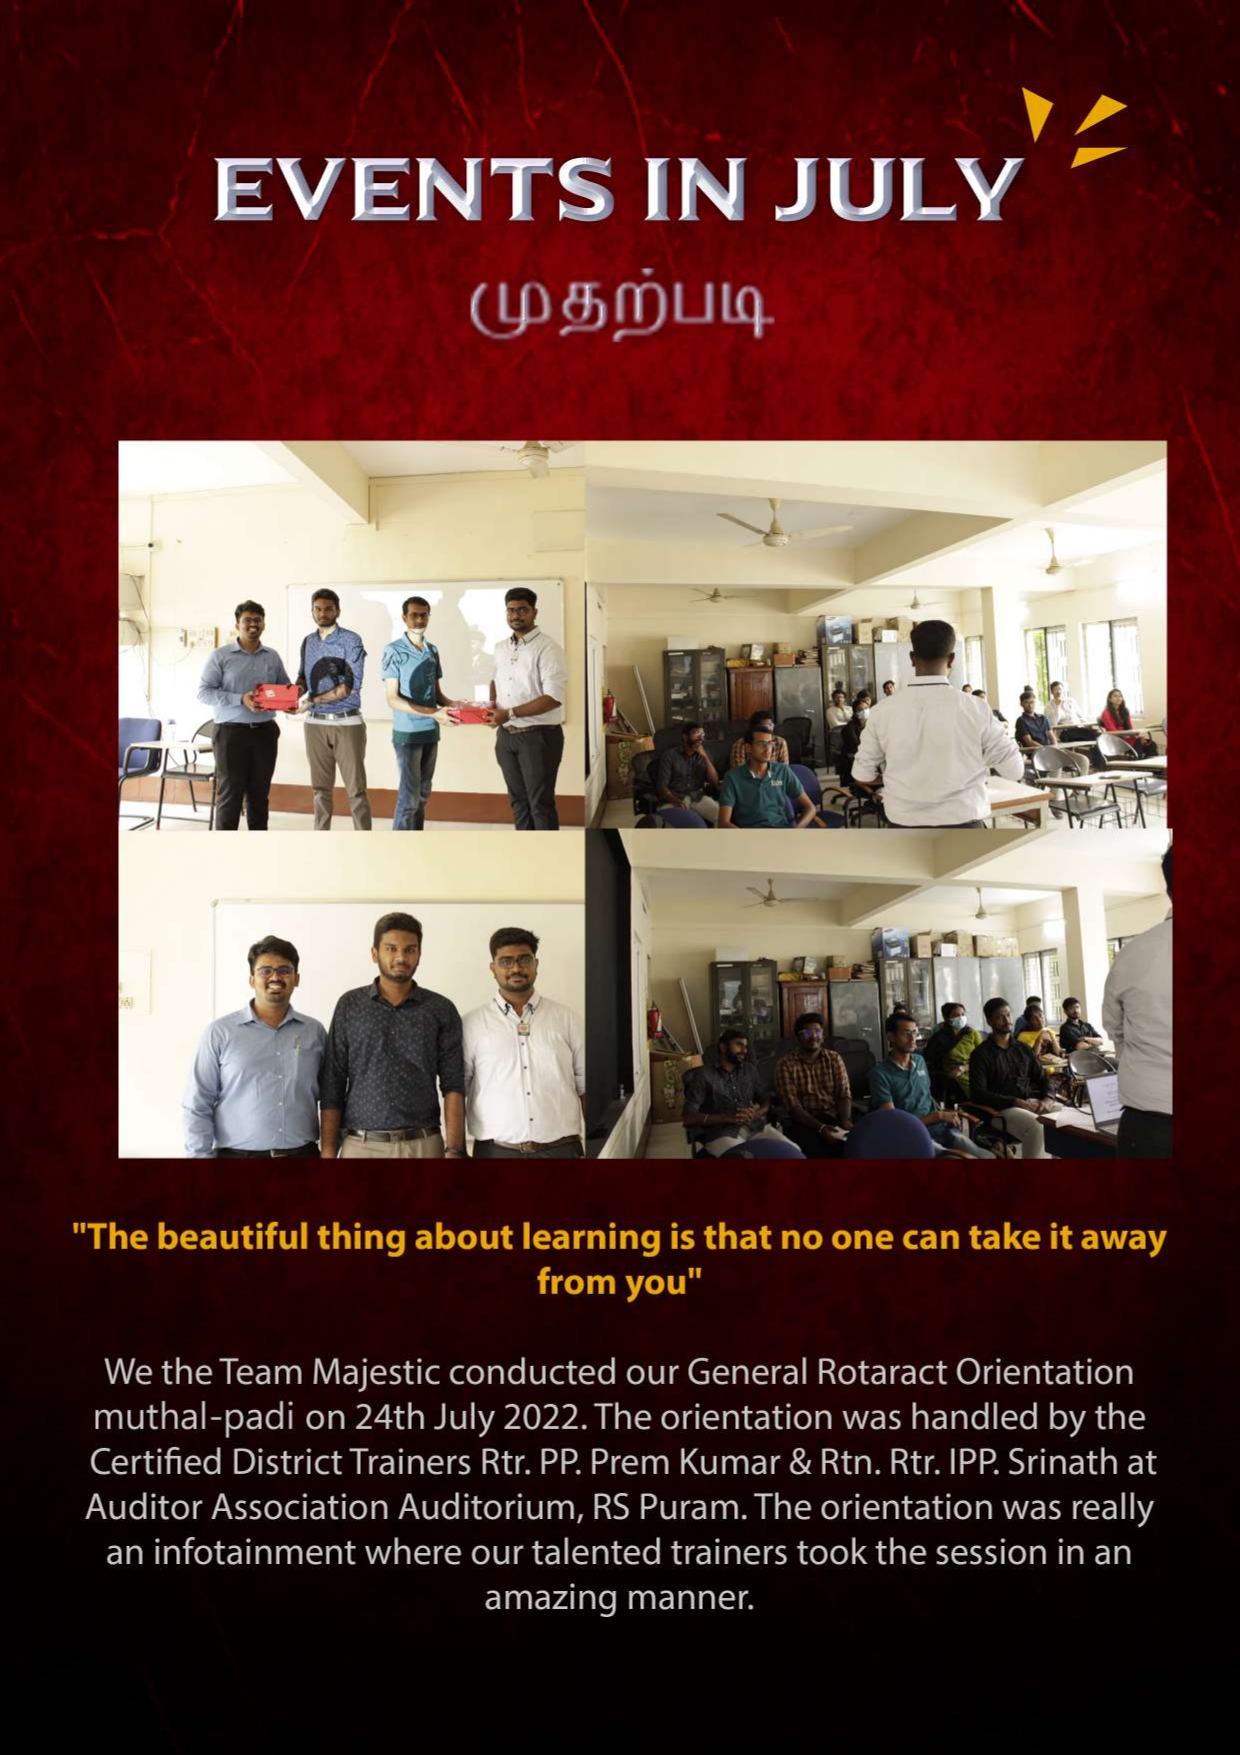 EVENTS IN JULY
முதற்படி
"The beautiful thing about learning is that no one can take it away
from you"
We the Team Majestic conducted our General Rotaract Orientation
muthal-padi on 24th July 2022. The orientation was handled by the
Certified District Trainers Rtr. PP. Prem Kumar & Rtn. Rtr. IPP. Srinath at
Auditor Association Auditorium, RS Puram. The orientation was really
an infotainment where our talented trainers took the session in an
amazing manner.